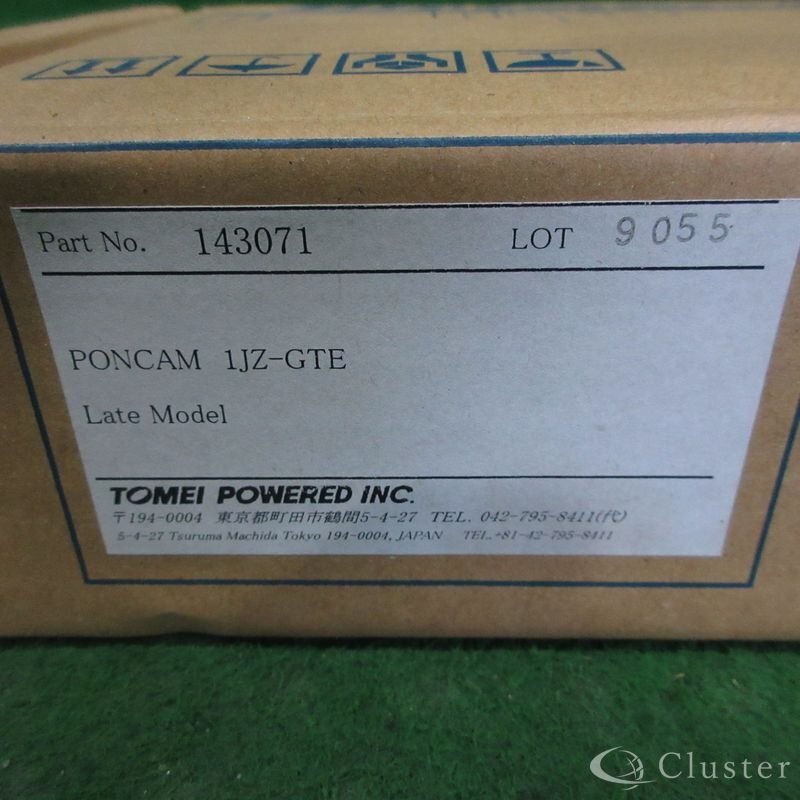 Part No. 143071 LOT 9055
PONCAM 1JZ-GTE
Late Model
TOMEI POWERED INC.
〒194-0004 東京都町田市鶴間5-4-27 TEL. 042-795-8411(代)
5-4-27 Tsuruma Machida Tokyo 194-0004, JAPAN TEL.+81-42-795-8411
Cluster